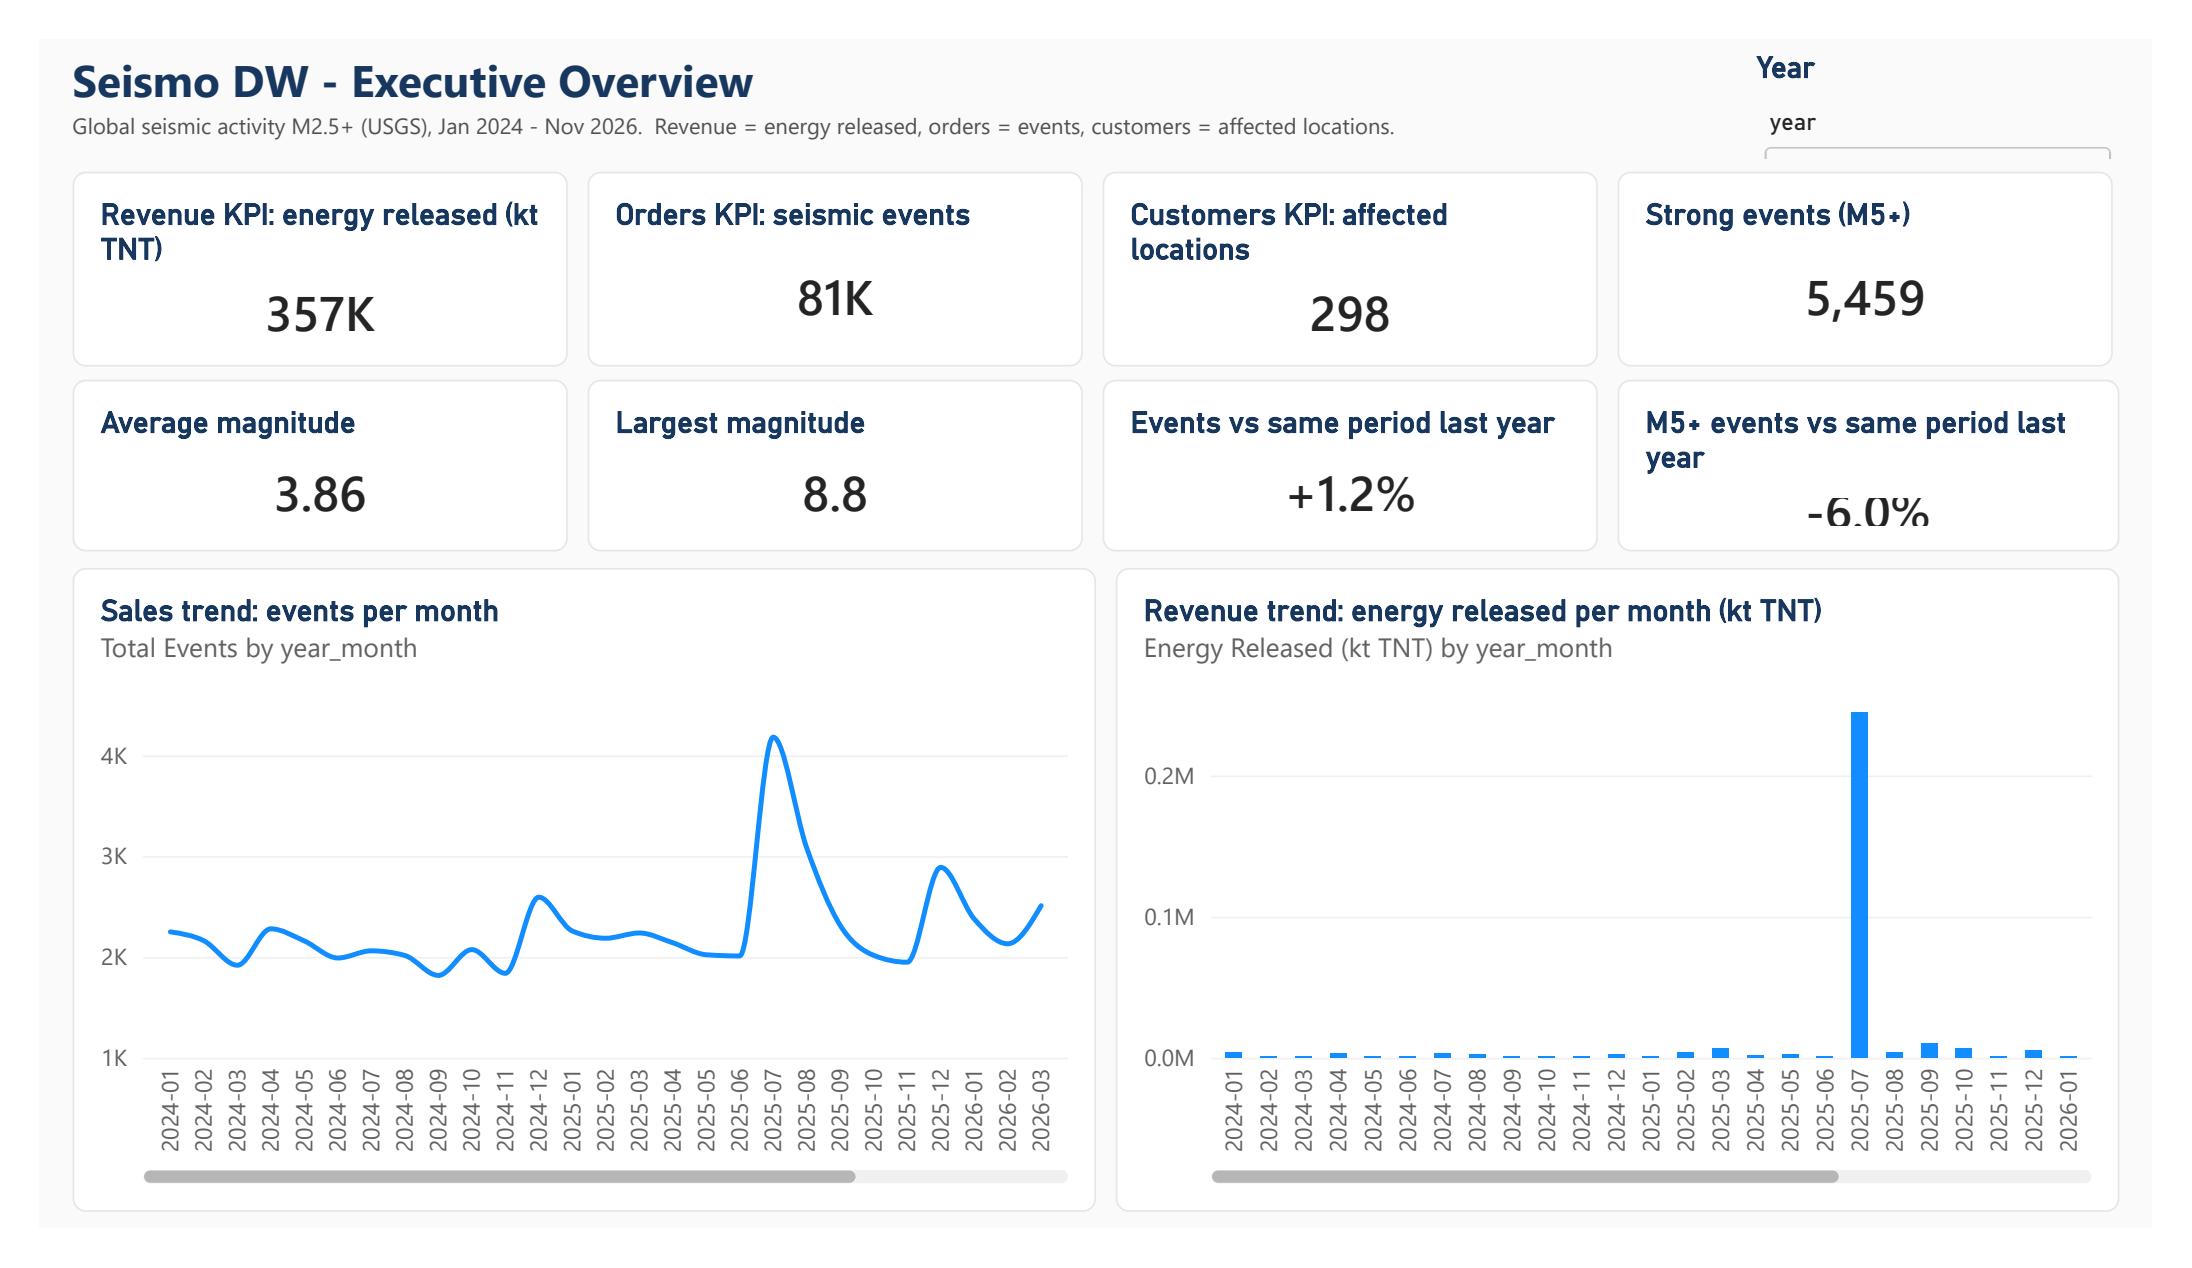 Seismo DW - Executive Overview
Global seismic activity M2.5+ (USGS), Jan 2024 - Nov 2026.  Revenue = energy released, orders = events, customers = affected locations.
Year
year
Revenue KPI: energy released (kt
TNT)
357K
Orders KPI: seismic events
81K
Customers KPI: affected
locations
298
Strong events (M5+)
5,459
Average magnitude
3.86
Largest magnitude
8.8
Events vs same period last year
+1.2%
M5+ events vs same period last
year
-6.0%
Sales trend: events per month
Total Events by year_month
4K
3K
2K
1K
2024-01
2024-02
2024-03
2024-04
2024-05
2024-06
2024-07
2024-08
2024-09
2024-10
2024-11
2024-12
2025-01
2025-02
2025-03
2025-04
2025-05
2025-06
2025-07
2025-08
2025-09
2025-10
2025-11
2025-12
2026-01
2026-02
2026-03
Revenue trend: energy released per month (kt TNT)
Energy Released (kt TNT) by year_month
0.2M
0.1M
0.0M
2024-01
2024-02
2024-03
2024-04
2024-05
2024-06
2024-07
2024-08
2024-09
2024-10
2024-11
2024-12
2025-01
2025-02
2025-03
2025-04
2025-05
2025-06
2025-07
2025-08
2025-09
2025-10
2025-11
2025-12
2026-01